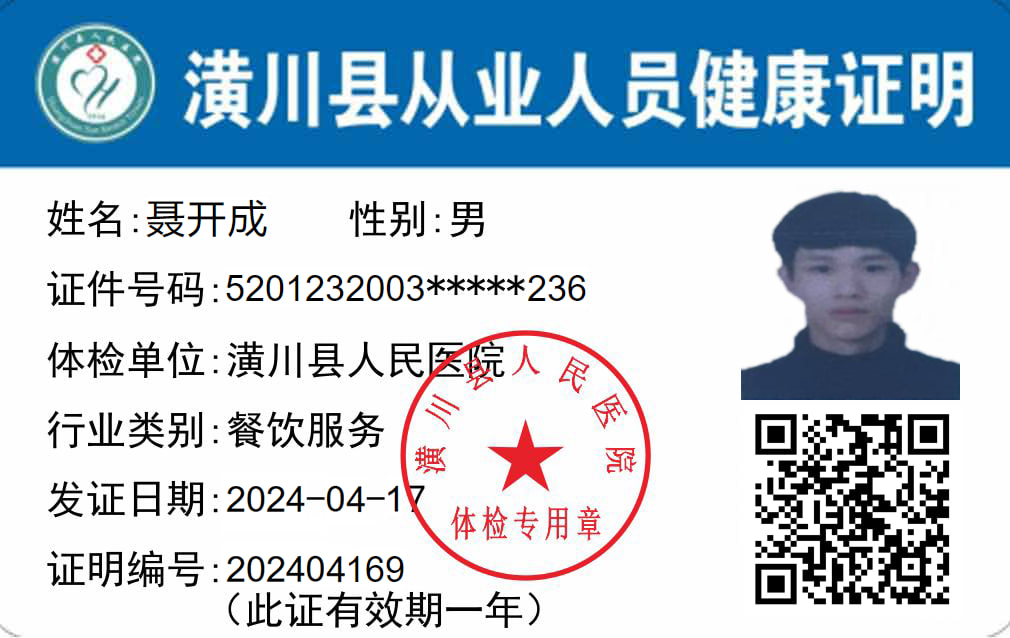 潢川县从业人员健康证明
姓名:聂开成 性别:男
证件号码:5201232003*****236
体检单位:潢川县人民医院
行业类别:餐饮服务
发证日期:2024-04-17
证明编号:202404169
（此证有效期一年）
潢川县人民医院
体检专用章